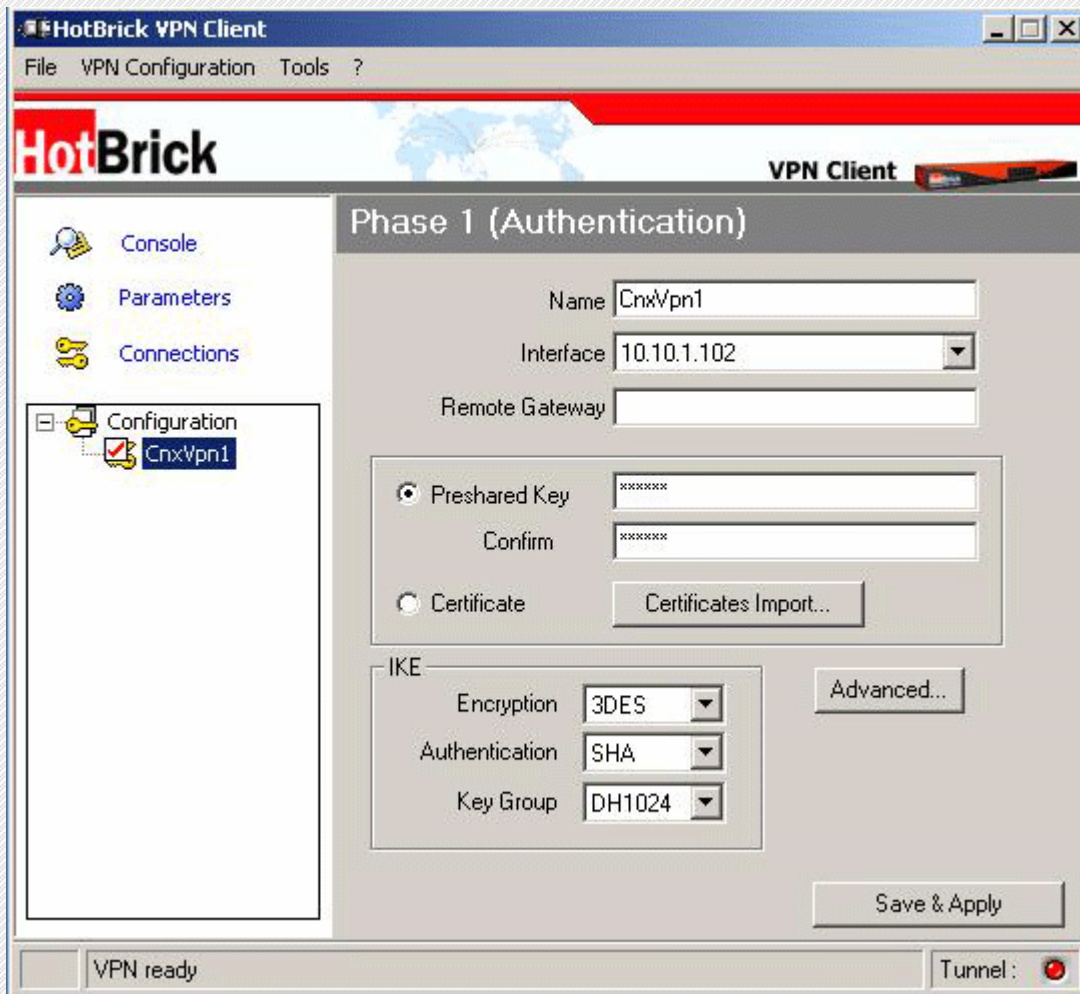 HotBrick VPN Client
File VPN Configuration Tools ?
HotBrick
VPN Client
Console
Parameters
Connections
Configuration
CnxVpn1
Phase 1 (Authentication)
Name CnxVpn1
Interface 10.10.1.102
Remote Gateway
Preshared Key ******
Confirm ******
Certificate Certificates Import...
IKE
Encryption 3DES
Authentication SHA
Key Group DH1024
Advanced...
Save & Apply
VPN ready
Tunnel :